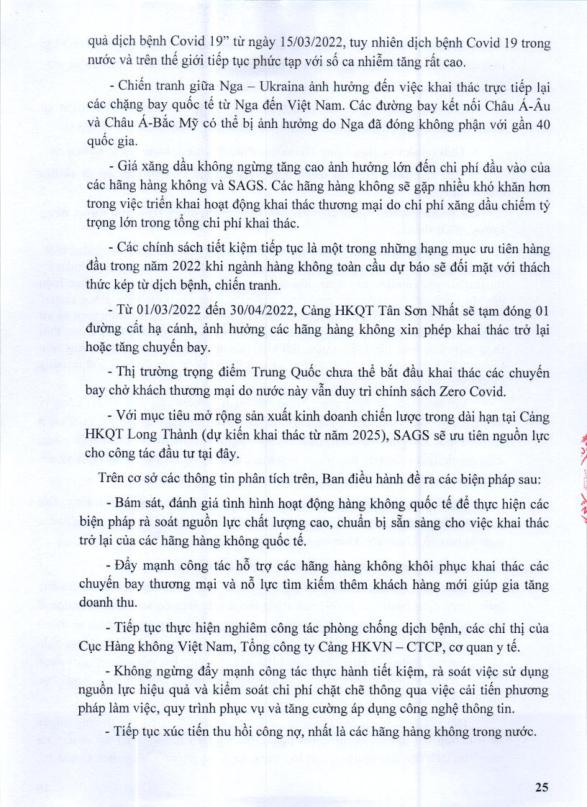 quả dịch bệnh Covid 19” từ ngày 15/03/2022, tuy nhiên dịch bệnh Covid 19 trong
nước và trên thế giới tiếp tục phức tạp với số ca nhiễm tăng rất cao.
- Chiến tranh giữa Nga – Ukraina ảnh hưởng đến việc khai thác trực tiếp lại
các chặng bay quốc tế từ Nga đến Việt Nam. Các đường bay kết nối Châu Á-Âu
và Châu Á-Bắc Mỹ có thể bị ảnh hưởng do Nga đã đóng không phận với gần 40
quốc gia.
- Giá xăng dầu không ngừng tăng cao ảnh hưởng lớn đến chi phí đầu vào của
các hãng hàng không và SAGS. Các hãng hàng không sẽ gặp nhiều khó khăn hơn
trong việc triển khai hoạt động khai thác thương mại do chi phí xăng dầu chiếm tỷ
trọng lớn trong tổng chi phí khai thác.
- Các chính sách tiết kiệm tiếp tục là một trong những hạng mục ưu tiên hàng
đầu trong năm 2022 khi ngành hàng không toàn cầu dự báo sẽ đối mặt với thách
thức kép từ dịch bệnh, chiến tranh.
- Từ 01/03/2022 đến 30/04/2022, Cảng HKQT Tân Sơn Nhất sẽ tạm đóng 01
đường cất hạ cánh, ảnh hưởng các hãng hàng không xin phép khai thác trở lại
hoặc tăng chuyến bay.
- Thị trường trọng điểm Trung Quốc chưa thể bắt đầu khai thác các chuyến
bay chở khách thương mại do nước này vẫn duy trì chính sách Zero Covid.
- Với mục tiêu mở rộng sản xuất kinh doanh chiến lược trong dài hạn tại Cảng
HKQT Long Thành (dự kiến khai thác từ năm 2025), SAGS sẽ ưu tiên nguồn lực
cho công tác đầu tư tại đây.
Trên cơ sở các thông tin phân tích trên, Ban điều hành đề ra các biện pháp sau:
- Bám sát, đánh giá tình hình hoạt động hàng không quốc tế để thực hiện các
biện pháp rà soát nguồn lực chất lượng cao, chuẩn bị sẵn sàng cho việc khai thác
trở lại của các hãng hàng không quốc tế.
- Đẩy mạnh công tác hỗ trợ các hãng hàng không khôi phục khai thác các
chuyến bay thương mại và nỗ lực tìm kiếm thêm khách hàng mới giúp gia tăng
doanh thu.
- Tiếp tục thực hiện nghiêm công tác phòng chống dịch bệnh, các chỉ thị của
Cục Hàng không Việt Nam, Tổng công ty Cảng HKVN – CTCP, cơ quan y tế.
- Không ngừng đẩy mạnh công tác thực hành tiết kiệm, rà soát việc sử dụng
nguồn lực hiệu quả và kiểm soát chi phí chặt chẽ thông qua việc cải tiến phương
pháp làm việc, quy trình phục vụ và tăng cường áp dụng công nghệ thông tin.
- Tiếp tục xúc tiến thu hồi công nợ, nhất là các hãng hàng không trong nước.
25